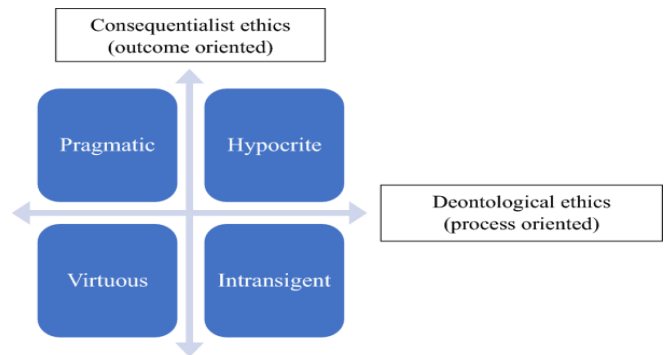 Consequentialist ethics
(outcome oriented)
Pragmatic
Hypocrite
Deontological ethics
(process oriented)
Virtuous
Intransigent